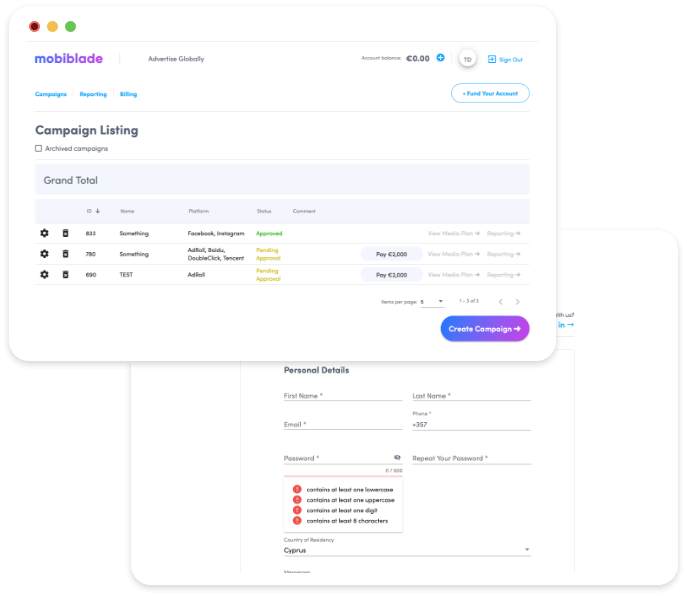 mobiblade
Advertise Globally
Account balance: €0.00
TD
Sign Out
Campaigns
Reporting
Billing
+ Fund Your Account
Campaign Listing
Archived campaigns
Grand Total
ID Name Platform Status Comment
833 Something Facebook, Instagram Approved View Media Plan Reporting
780 Something AdRoll, Baidu, DoubleClick, Tencent Pending Approval Pay €2,000 View Media Plan Reporting
690 TEST AdRoll Pending Approval Pay €2,000 View Media Plan Reporting
Items per page: 5 1 – 3 of 3
Create Campaign
with us?
in
Personal Details
First Name *
Last Name *
Email *
Phone *
+357
Password *
Repeat Your Password *
0 / 500
contains at least one lowercase
contains at least one uppercase
contains at least one digit
contains at least 8 characters
Country of Residency
Cyprus